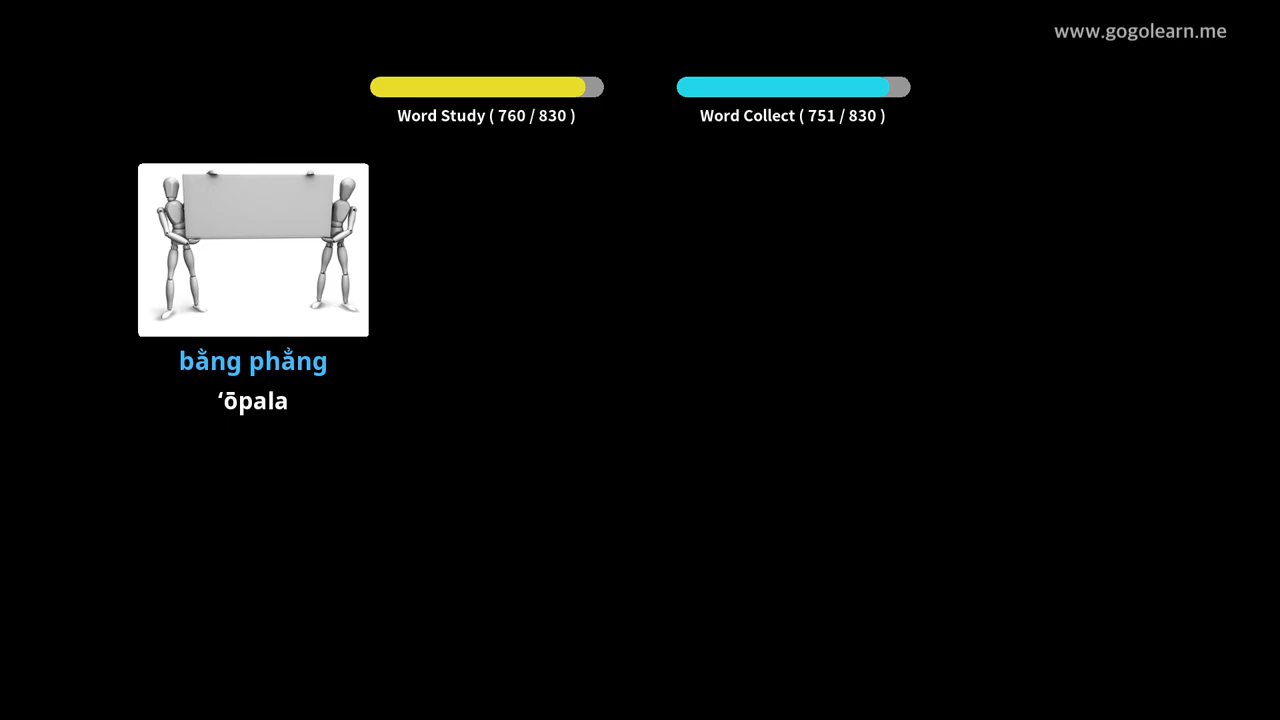 www.gogolearn.me
Word Study ( 760 / 830 )
Word Collect ( 751 / 830 )
bằng phẳng
ʻōpala